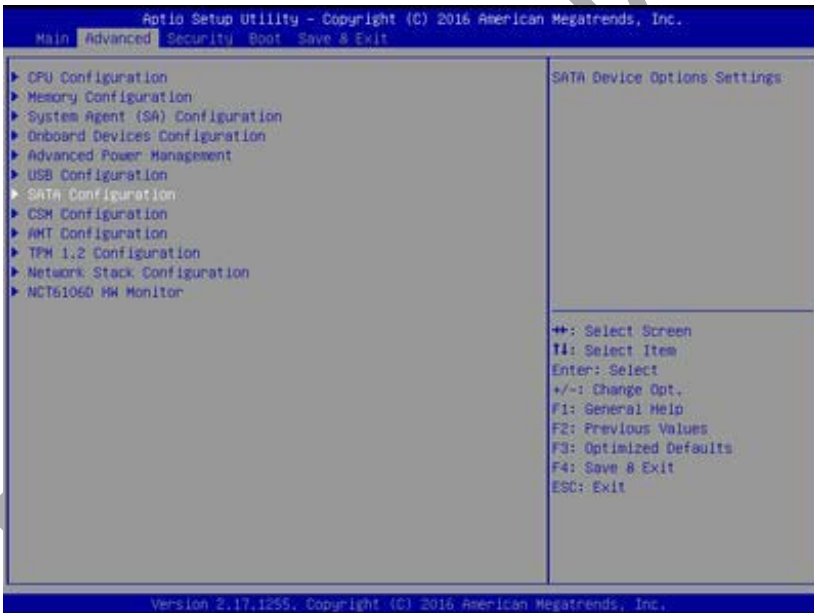 Aptio Setup Utility - Copyright (C) 2016 American Megatrends, Inc.
Main Advanced Security Boot Save & Exit
CPU Configuration
Memory Configuration
System Agent (SA) Configuration
Onboard Devices Configuration
Advanced Power Management
USB Configuration
SATA Configuration
CSM Configuration
AMT Configuration
TPM 1.2 Configuration
Network Stack Configuration
NCT6106D HW Monitor
SATA Device Options Settings
↔: Select Screen
↑↓: Select Item
Enter: Select
+/-: Change Opt.
F1: General Help
F2: Previous Values
F3: Optimized Defaults
F4: Save & Exit
ESC: Exit
Version 2.17.1255. Copyright (C) 2016 American Megatrends, Inc.